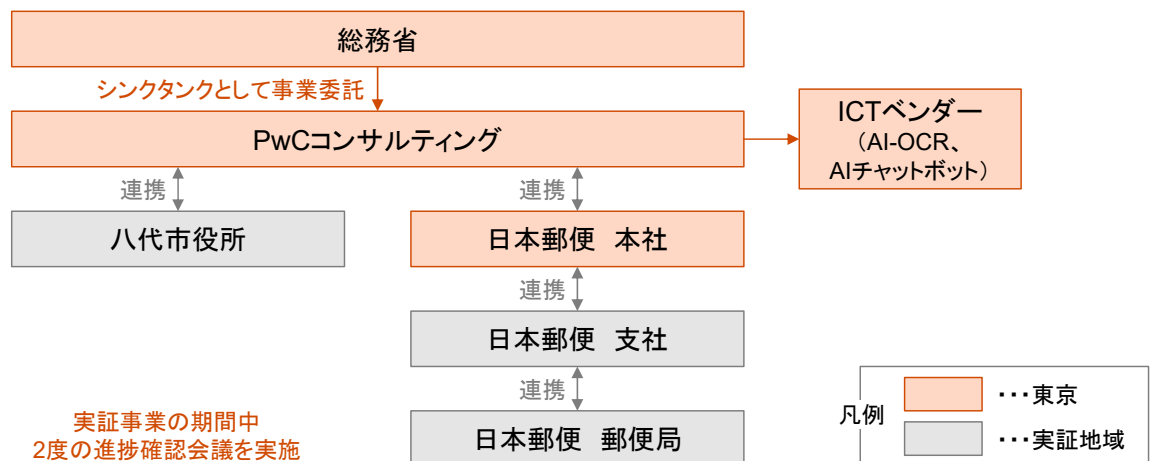 総務省
シンクタンクとして事業委託
PwCコンサルティング
ICTベンダー
（AI-OCR、
AIチャットボット）
連携
連携
八代市役所
日本郵便　本社
連携
日本郵便　支社
連携
日本郵便　郵便局
実証事業の期間中
2度の進捗確認会議を実施
凡例
･･･東京
･･･実証地域